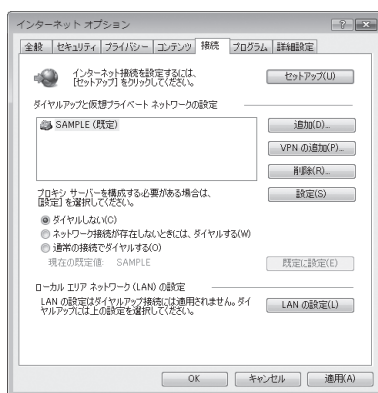 インターネット オプション
全般 セキュリティ プライバシー コンテンツ 接続 プログラム 詳細設定
インターネット接続を設定するには、
[セットアップ] をクリックしてください。
セットアップ(U)
ダイヤルアップと仮想プライベート ネットワークの設定
SAMPLE (既定)
追加(D)...
VPN の追加(P)...
削除(R)...
プロキシ サーバーを構成する必要がある場合は、
[設定] を選択してください。
設定(S)
ダイヤルしない(C)
ネットワーク接続が存在しないときには、ダイヤルする(W)
通常の接続でダイヤルする(O)
現在の既定値: SAMPLE
既定に設定(E)
ローカル エリア ネットワーク (LAN) の設定
LAN の設定はダイヤルアップ接続には適用されません。ダイ
ヤルアップには上の設定を選択してください。
LAN の設定(L)
OK キャンセル 適用(A)